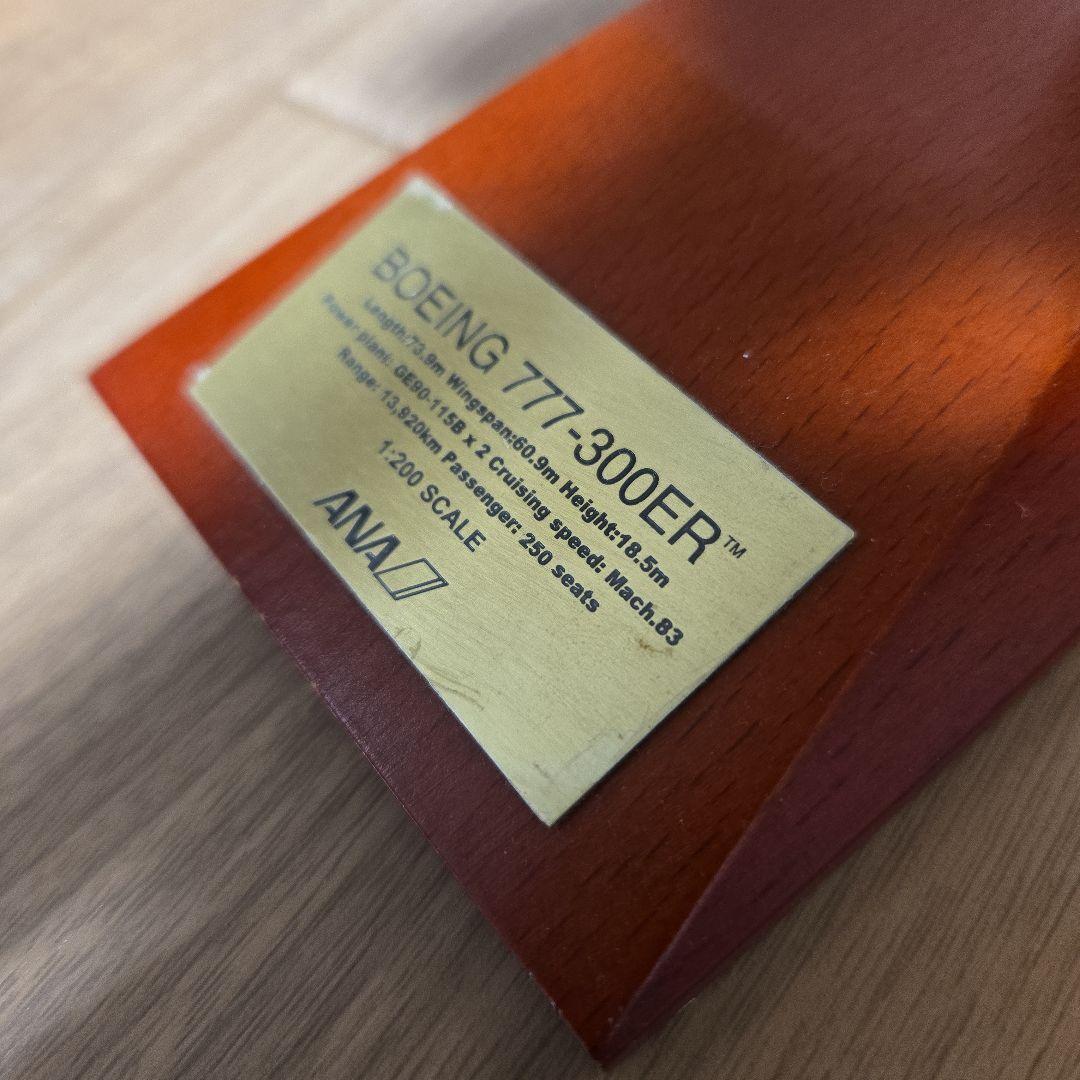 BOEING 777-300ER™
Length:73.9m Wingspan:60.9m Height:18.5m
Power plant: GE90-115B x 2 Cruising speed: Mach.83
Range: 13,920km Passenger: 250 seats
1:200 SCALE
ANA